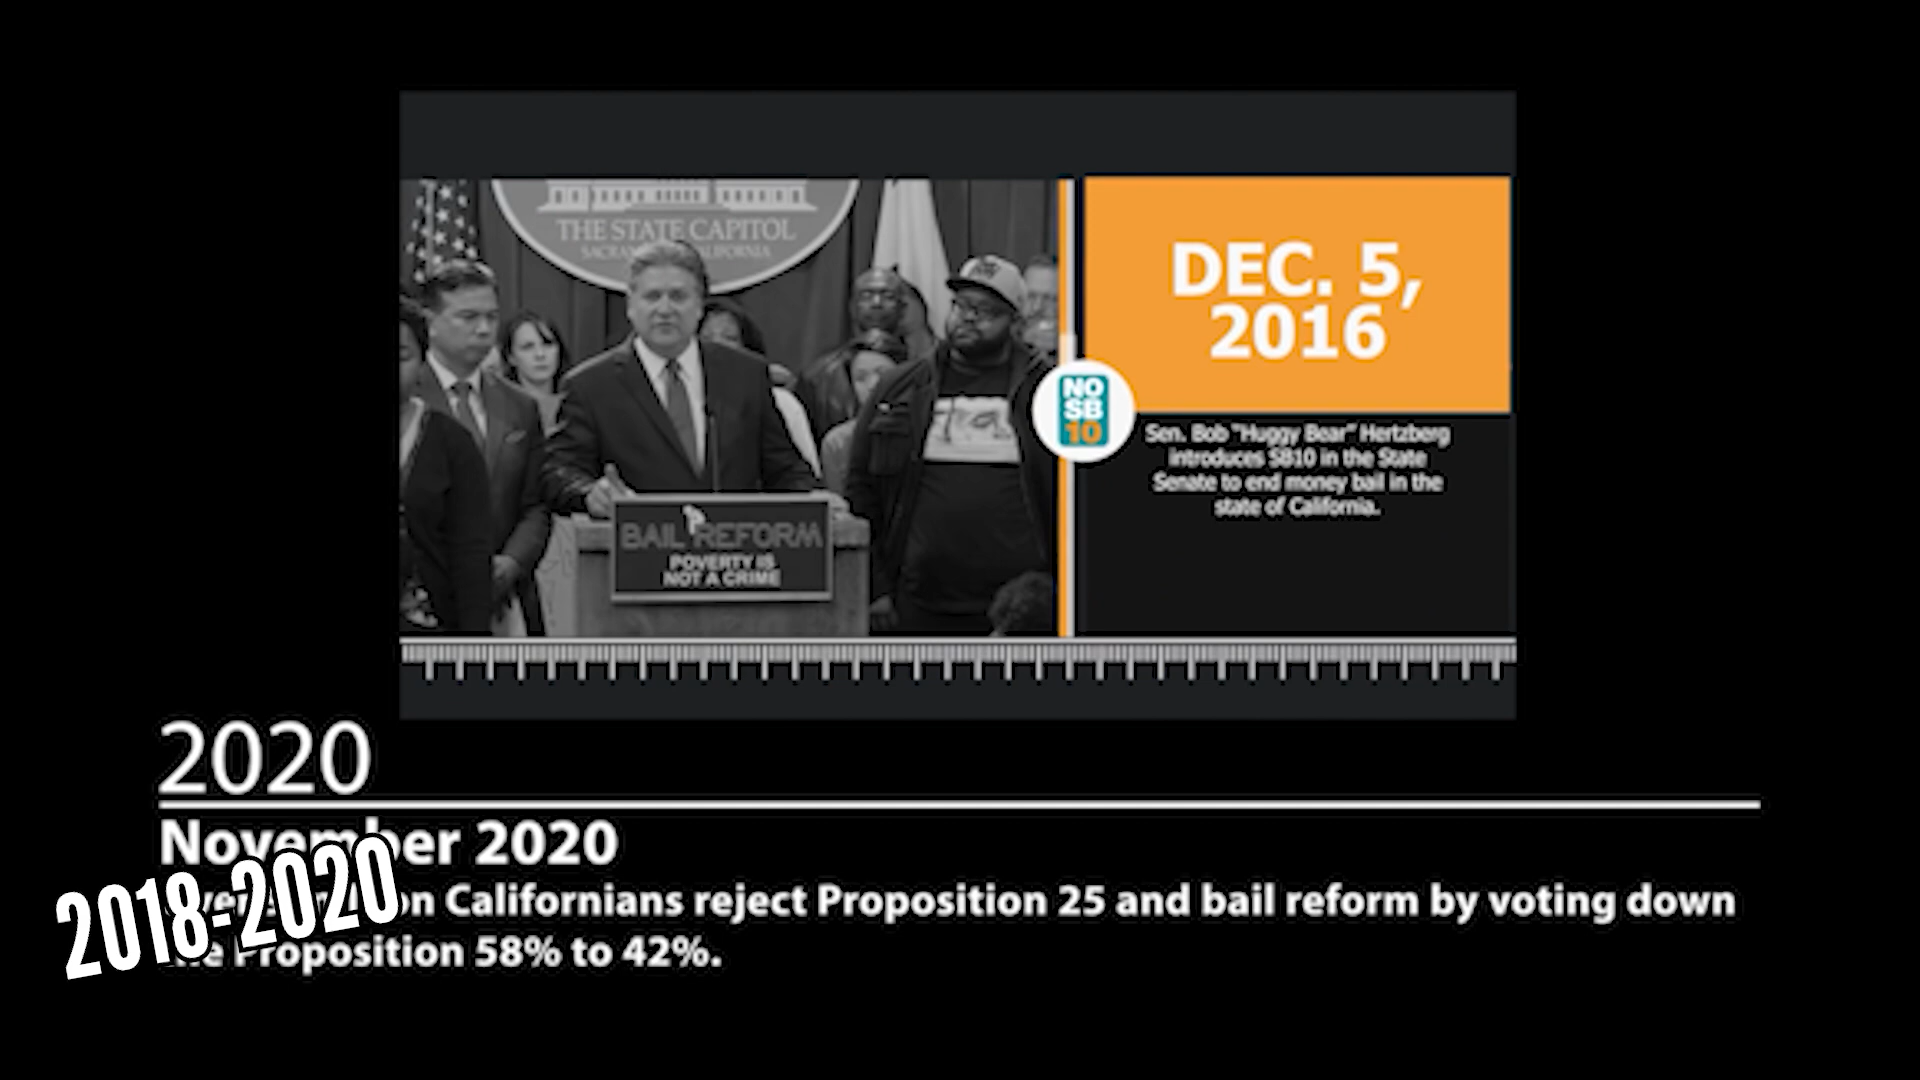 THE STATE CAPITOL
DEC. 5,
2016
NO
SB
10
Sen. Bob "Huggy Bear" Hertzberg
introduces SB10 in the State
Senate to end money bail in the
state of California.
BAIL REFORM
POVERTY IS
NOT A CRIME
2020
November 2020
2018-2020
Californians reject Proposition 25 and bail reform by voting down
Proposition 58% to 42%.